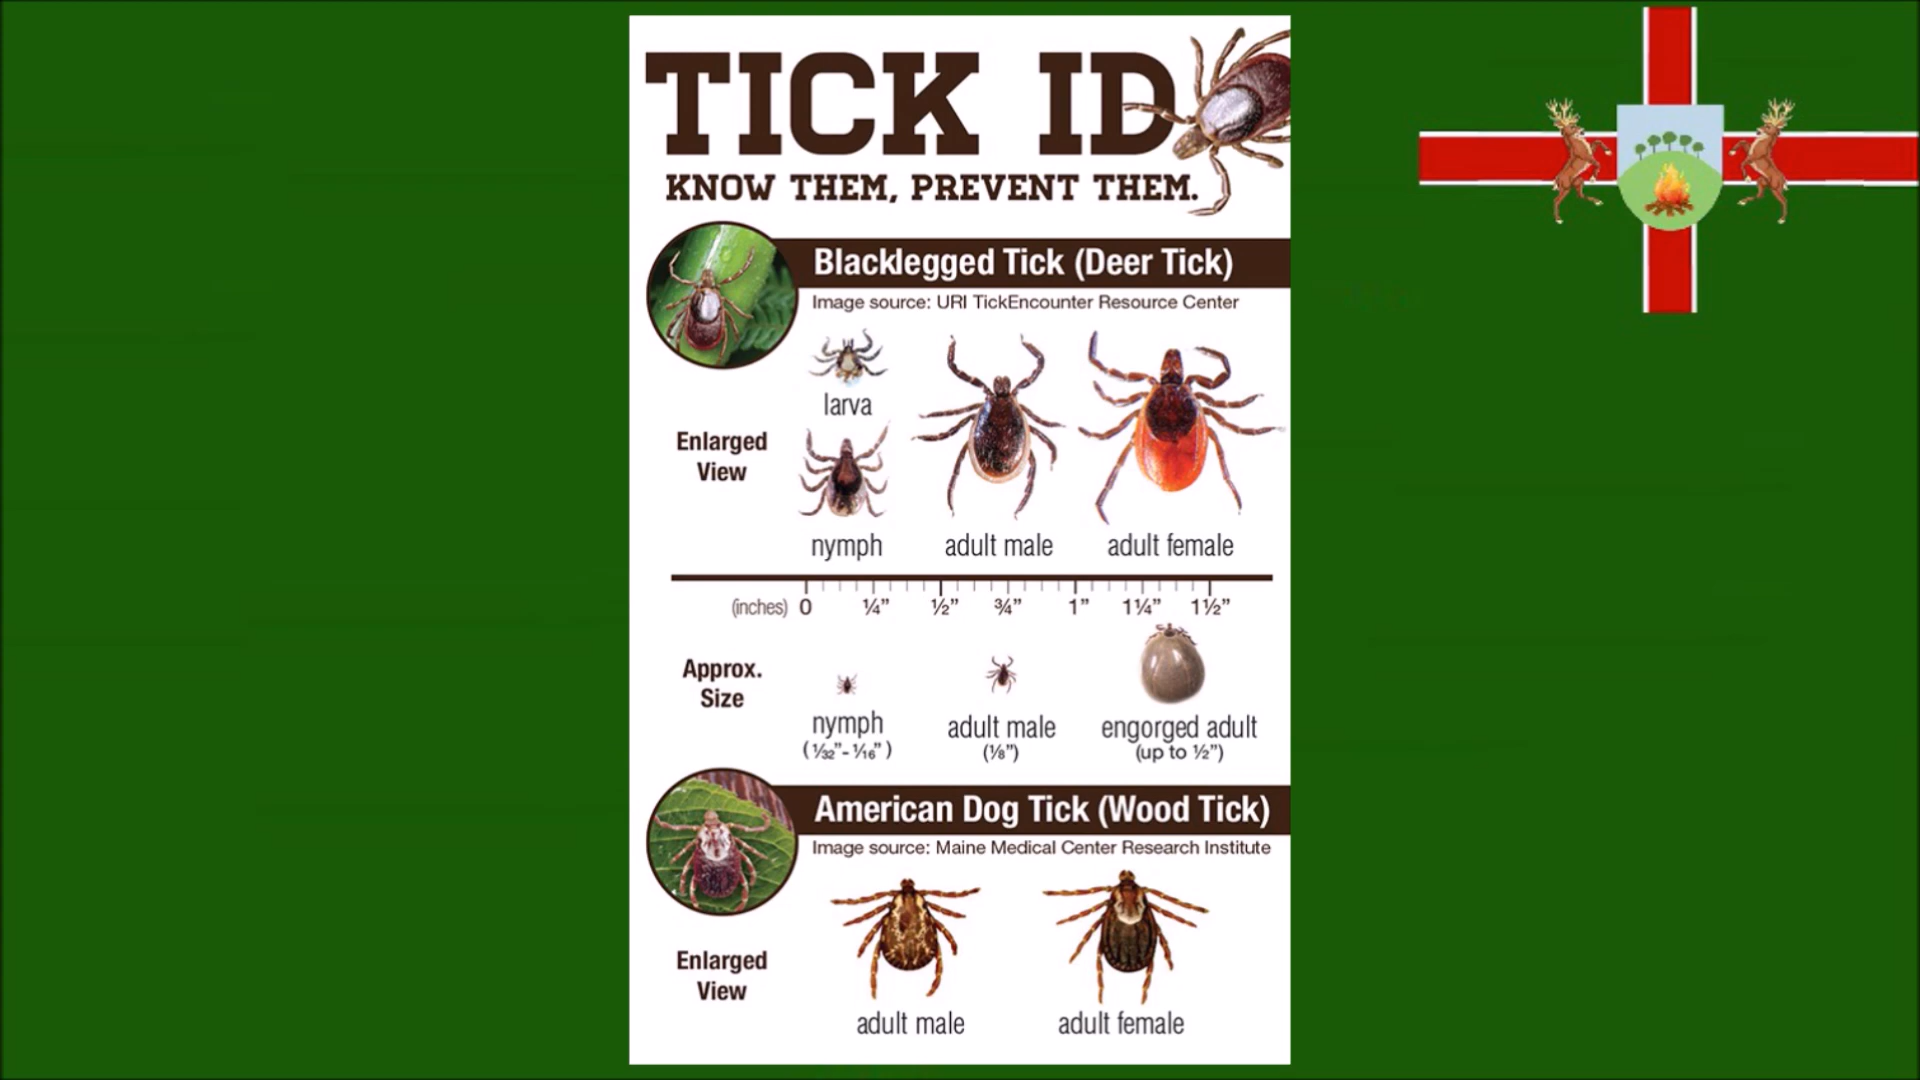 TICK ID
KNOW THEM, PREVENT THEM.
Blacklegged Tick (Deer Tick)
Image source: URI TickEncounter Resource Center
larva
Enlarged
View
nymph
adult male
adult female
(inches) 0 ¼” ½” ¾” 1” 1¼” 1½”
Approx.
Size
nymph
(1⁄32”- 1⁄16”)
adult male
(⅛”)
engorged adult
(up to ½”)
American Dog Tick (Wood Tick)
Image source: Maine Medical Center Research Institute
Enlarged
View
adult male
adult female